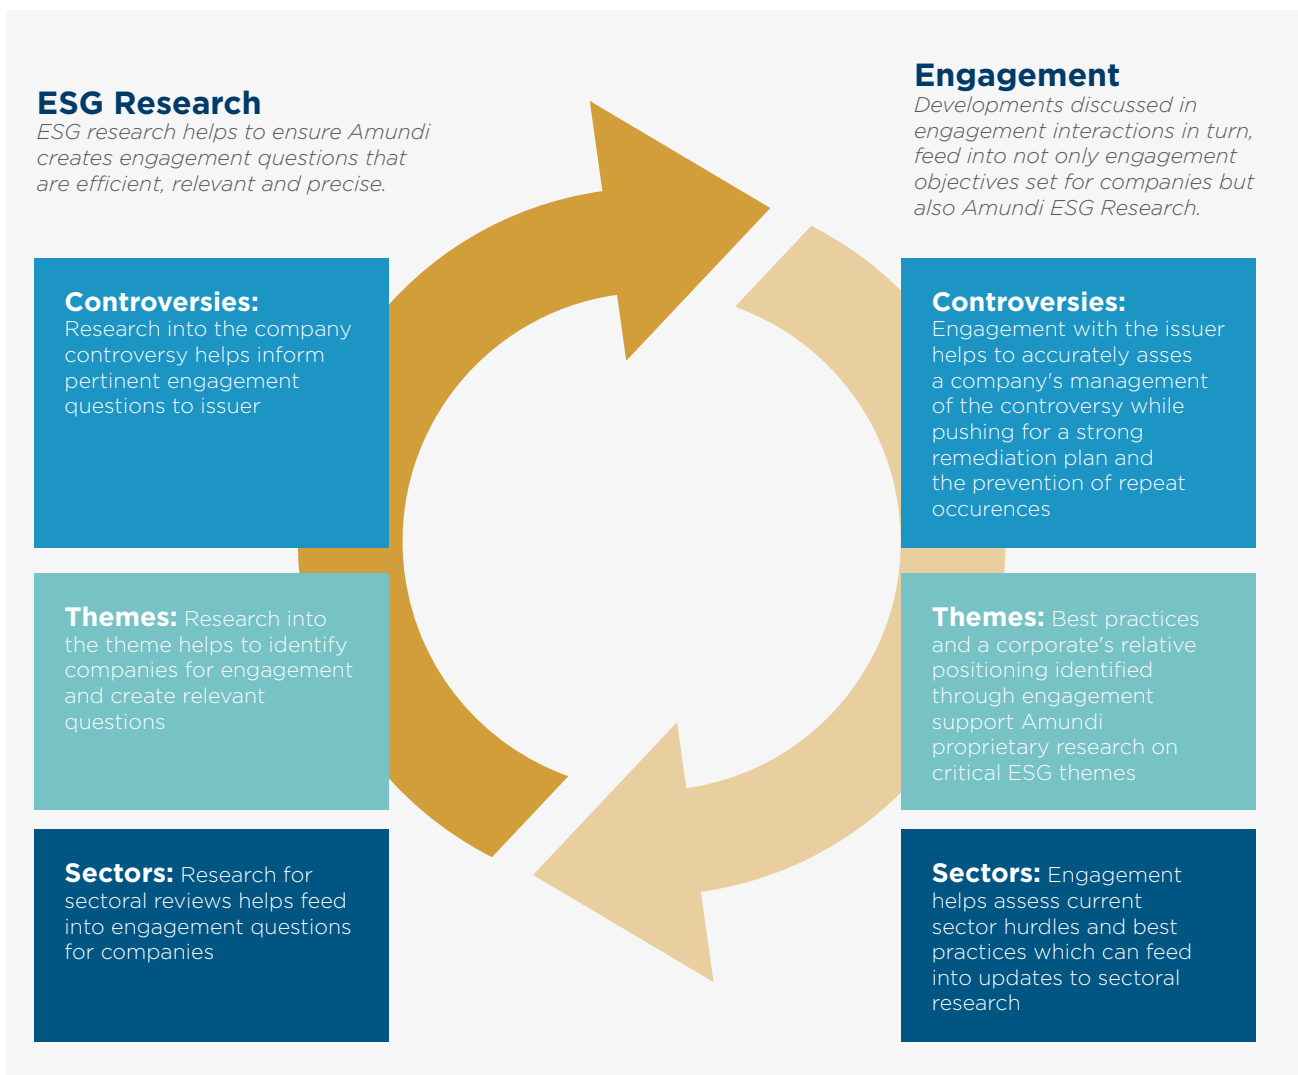 ESG Research
ESG research helps to ensure Amundi
creates engagement questions that
are efficient, relevant and precise.
Controversies:
Research into the company
controversy helps inform
pertinent engagement
questions to issuer
Themes: Research into
the theme helps to identify
companies for engagement
and create relevant
questions
Sectors: Research for
sectoral reviews helps feed
into engagement questions
for companies
Engagement
Developments discussed in
engagement interactions in turn,
feed into not only engagement
objectives set for companies but
also Amundi ESG Research.
Controversies:
Engagement with the issuer
helps to accurately asses
a company's management
of the controversy while
pushing for a strong
remediation plan and
the prevention of repeat
occurences
Themes: Best practices
and a corporate's relative
positioning identified
through engagement
support Amundi
proprietary research on
critical ESG themes
Sectors: Engagement
helps assess current
sector hurdles and best
practices which can feed
into updates to sectoral
research